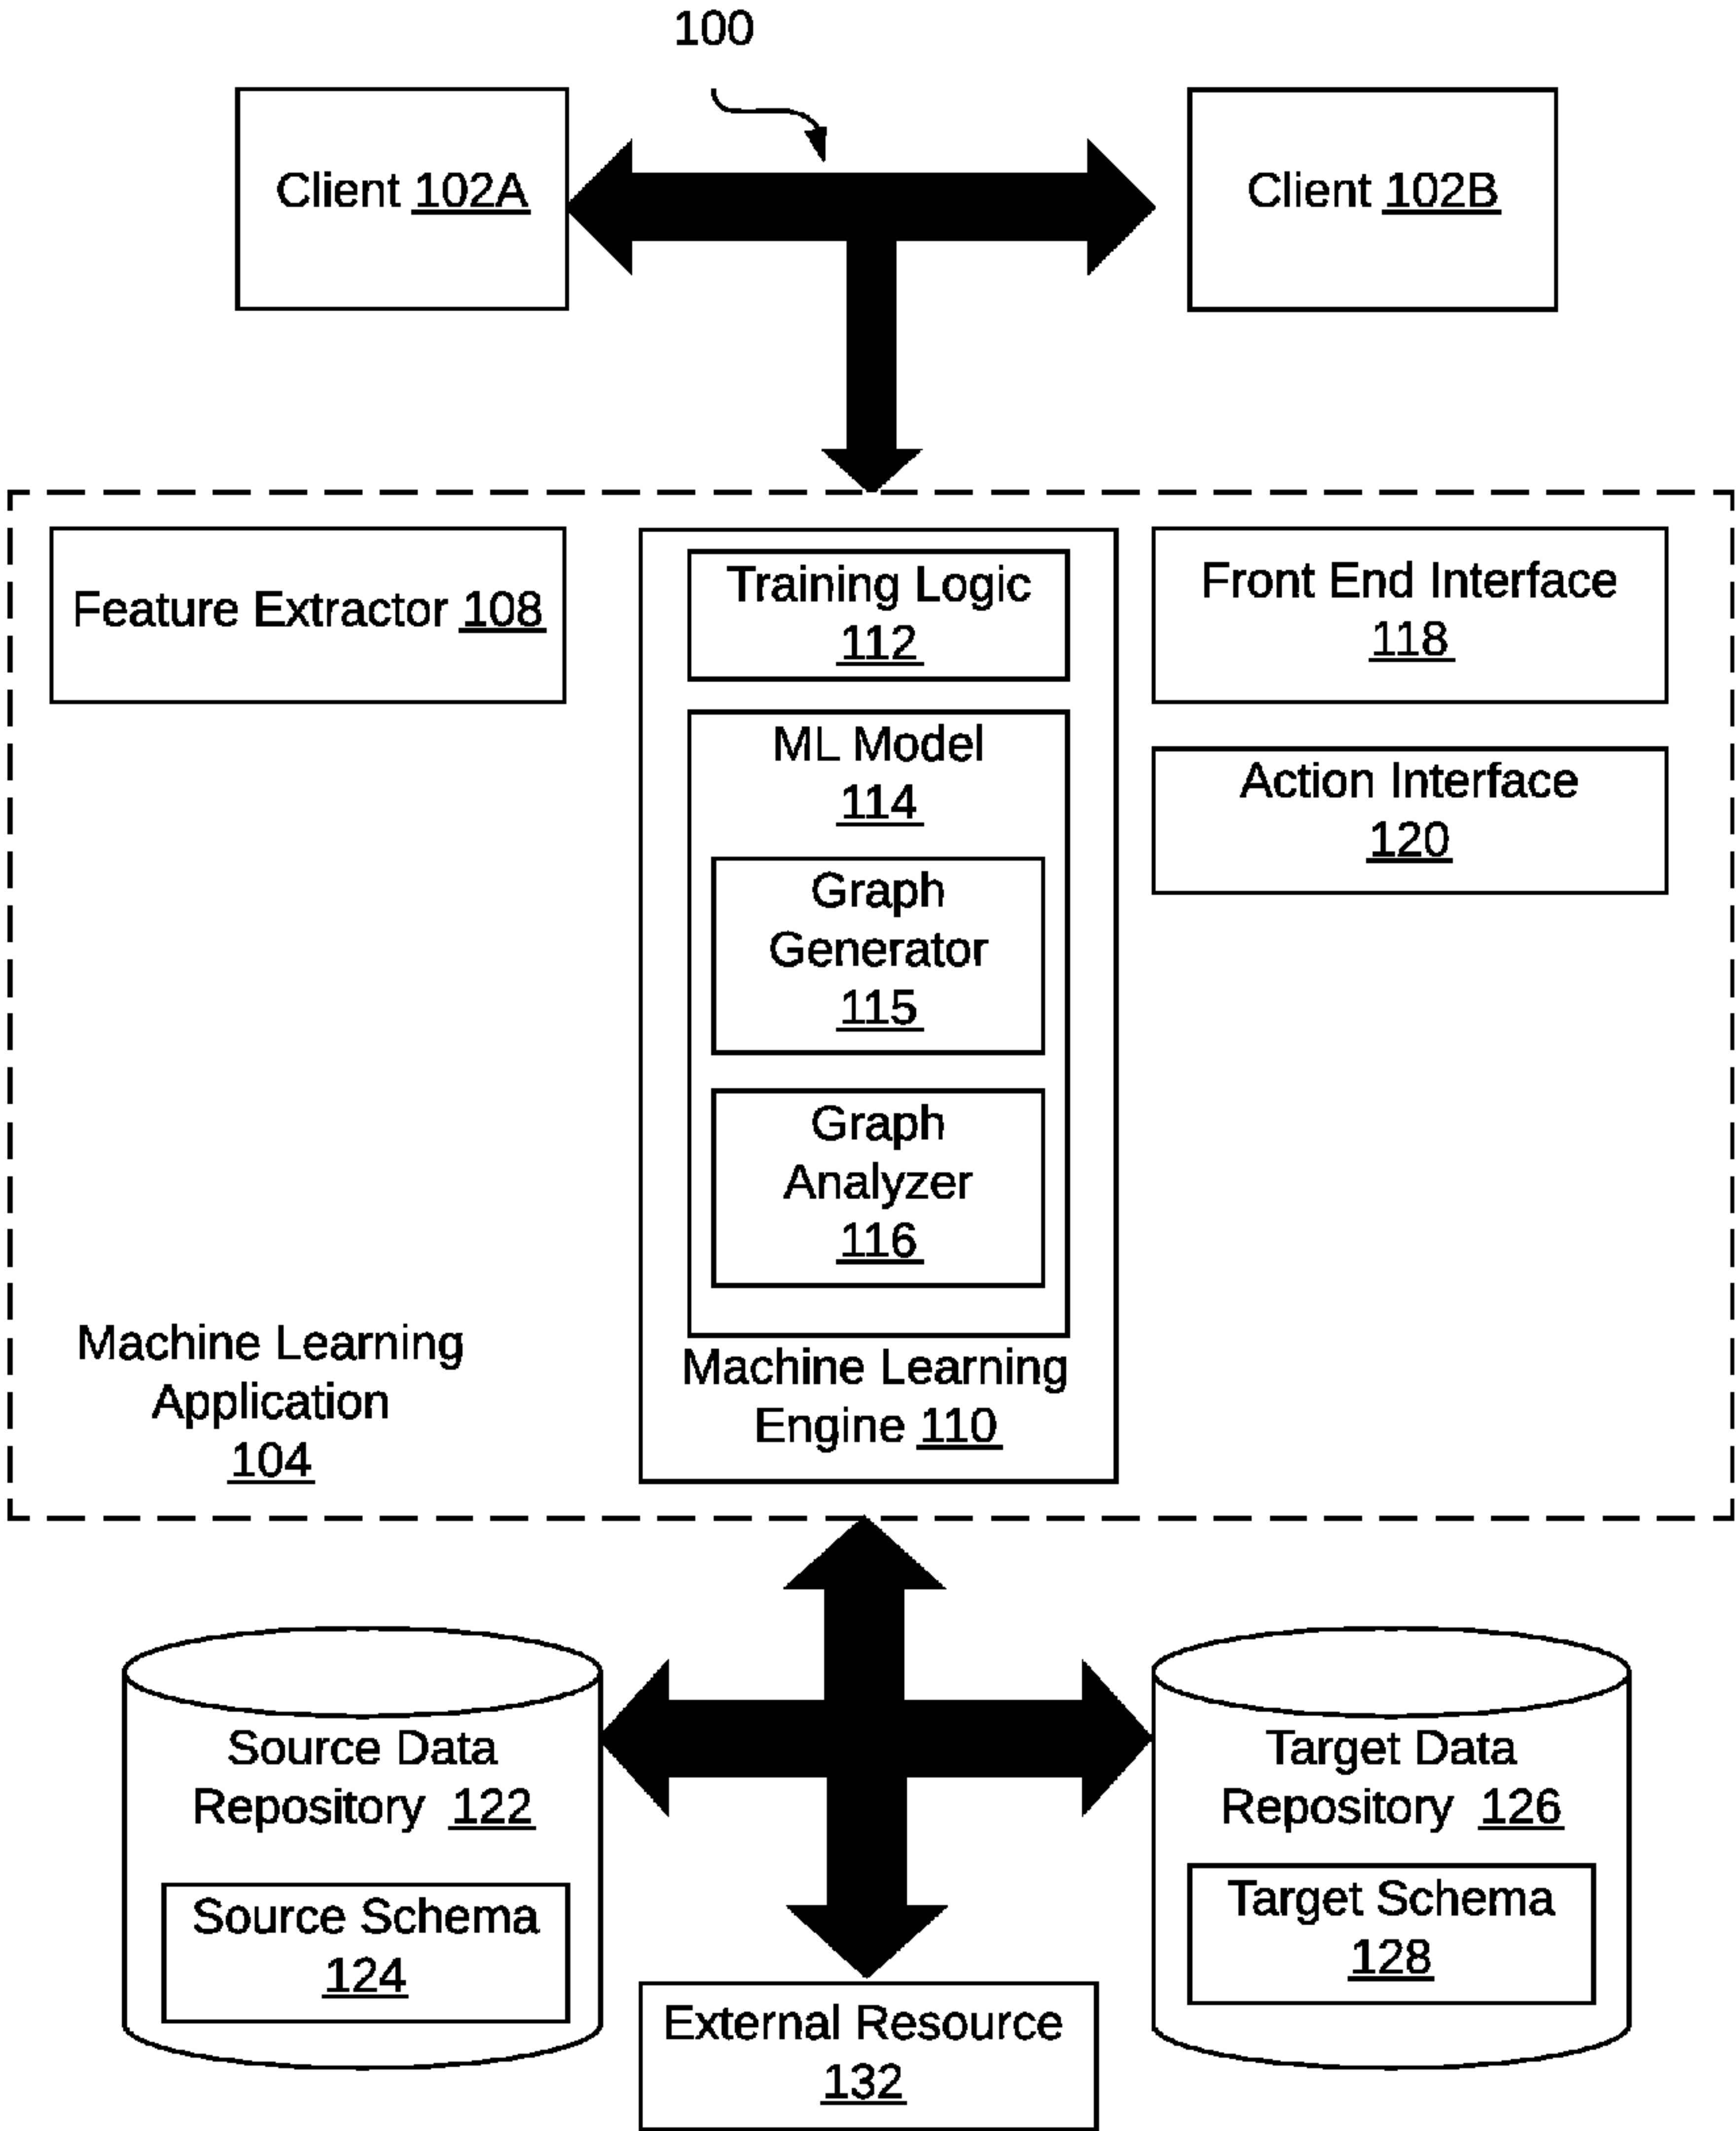 100
Client 102A
Client 102B
Feature Extractor 108
Training Logic
112
ML Model
114
Graph
Generator
115
Graph
Analyzer
116
Machine Learning
Engine 110
Front End Interface
118
Action Interface
120
Machine Learning
Application
104
Source Data
Repository 122
Source Schema
124
Target Data
Repository 126
Target Schema
128
External Resource
132